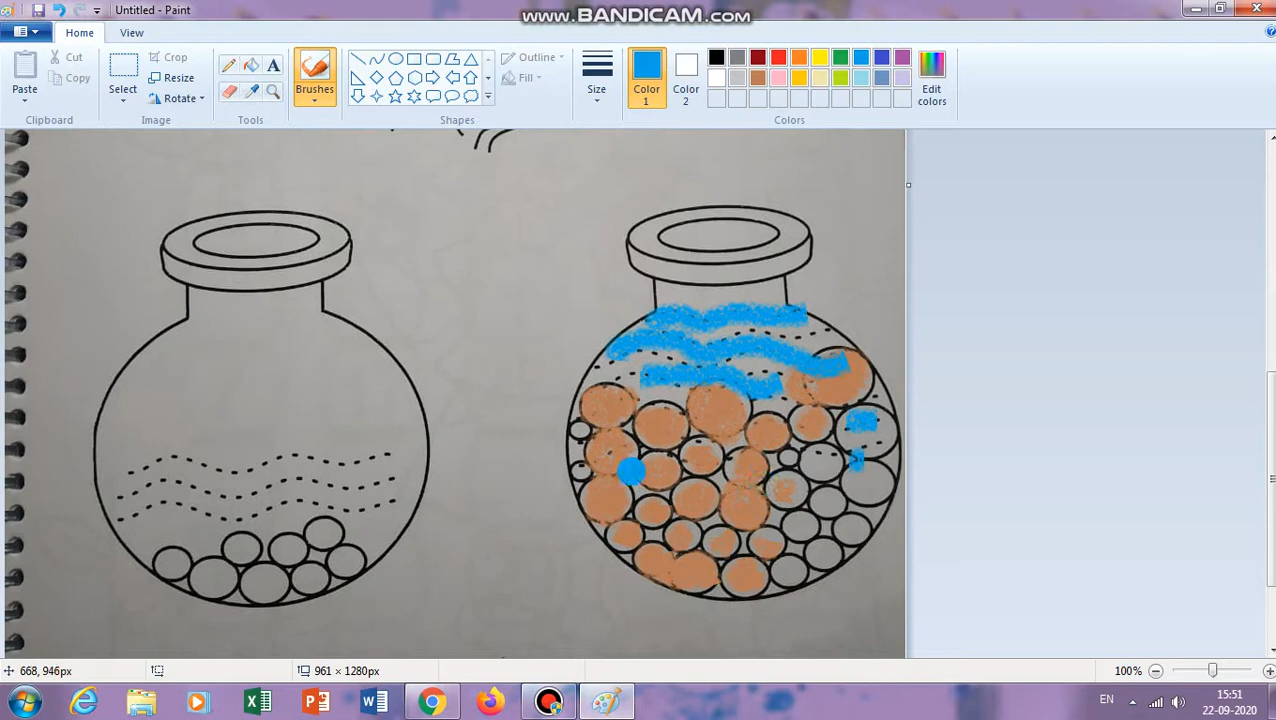 Untitled - Paint
www.BANDICAM.com
Home
View
Paste
Cut
Copy
Clipboard
Select
Crop
Resize
Rotate
Image
A
Tools
Brushes
Outline
Fill
Shapes
Size
Color 1
Color 2
Edit colors
Colors
668, 946px
961 × 1280px
100%
EN
15:51
22-09-2020